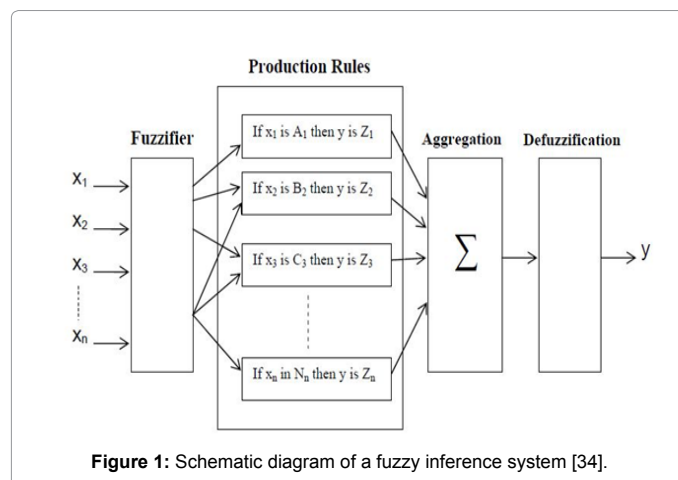 Production Rules
Fuzzifier
Aggregation
Defuzzification
X1
X2
X3
Xn
If x1 is A1 then y is Z1
If x2 is B2 then y is Z2
If x3 is C3 then y is Z3
If xn in Nn then y is Zn
Σ
y
Figure 1: Schematic diagram of a fuzzy inference system [34].